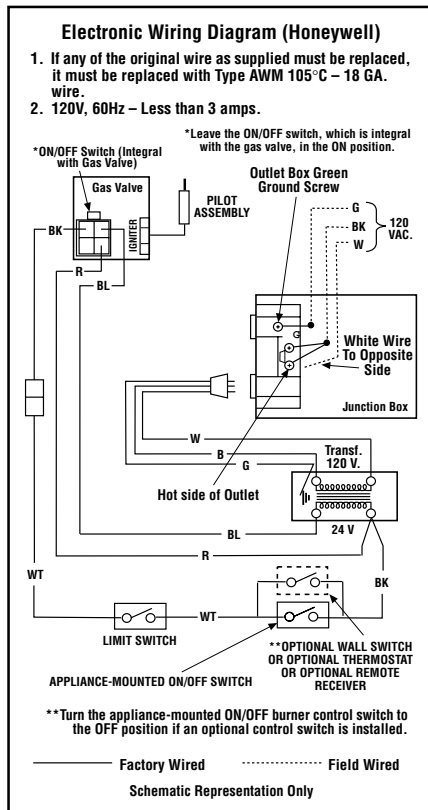 Electronic Wiring Diagram (Honeywell)
1. If any of the original wire as supplied must be replaced,
it must be replaced with Type AWM 105°C – 18 GA.
wire.
2. 120V, 60Hz – Less than 3 amps.
*Leave the ON/OFF switch, which is integral
with the gas valve, in the ON position.
*ON/OFF Switch (Integral
with Gas Valve)
Outlet Box Green
Ground Screw
Gas Valve
PILOT
ASSEMBLY
IGNITER
BK
R
BL
G
BK
W
120
VAC.
G
White Wire
To Opposite
Side
Junction Box
W
B
G
Transf.
120 V.
Hot side of Outlet
24 V
BL
R
WT
BK
WT
LIMIT SWITCH
**OPTIONAL WALL SWITCH
OR OPTIONAL THERMOSTAT
OR OPTIONAL REMOTE
RECEIVER
APPLIANCE-MOUNTED ON/OFF SWITCH
**Turn the appliance-mounted ON/OFF burner control switch to
the OFF position if an optional control switch is installed.
Factory Wired
Field Wired
Schematic Representation Only